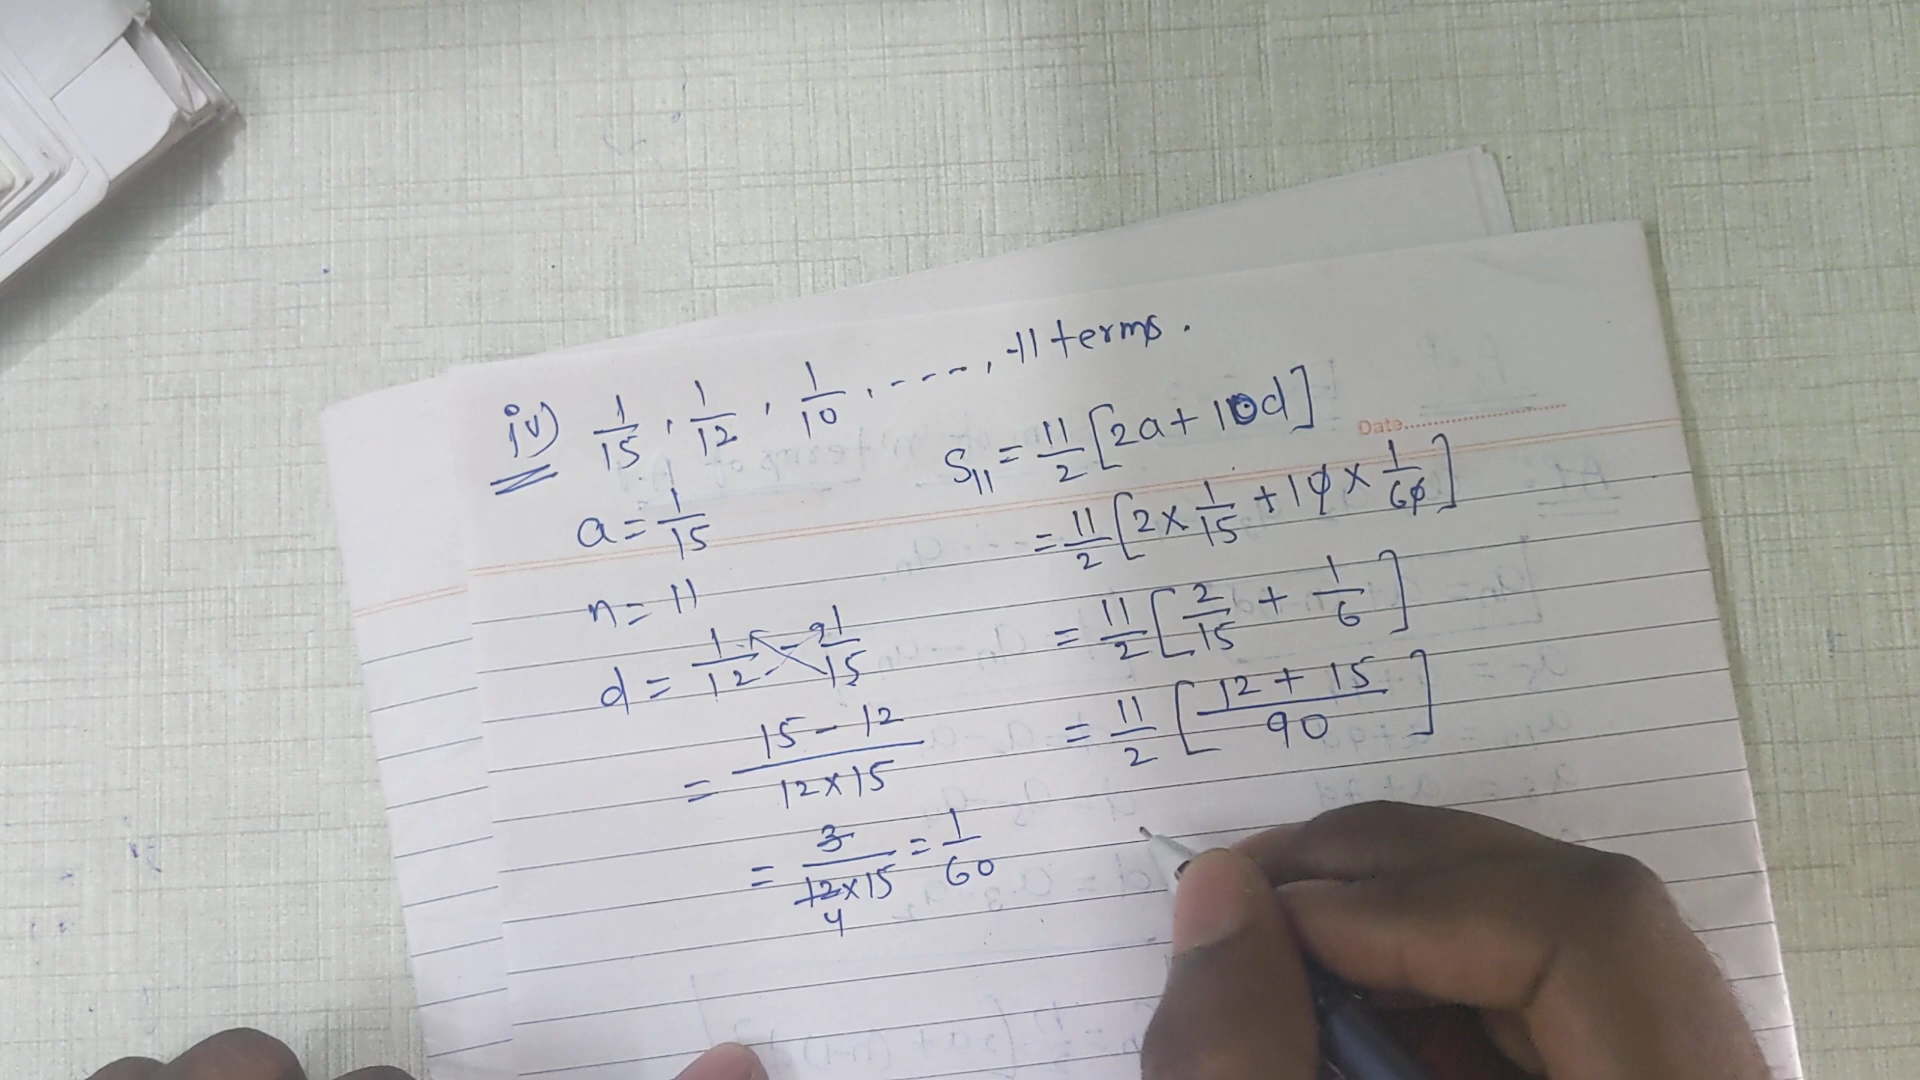 iv) 1/15, 1/12, 1/10, ----, 11 terms.
a = 1/15
n = 11
d = 1/12 - 1/15
= 15 - 12 / 12×15
= 3 / 12×15 = 1/60
4
S11 = 11/2 [2a + 10d]
Date
= 11/2 [2 × 1/15 + 10 × 1/60]
= 11/2 [2/15 + 1/6]
= 11/2 [12 + 15 / 90]